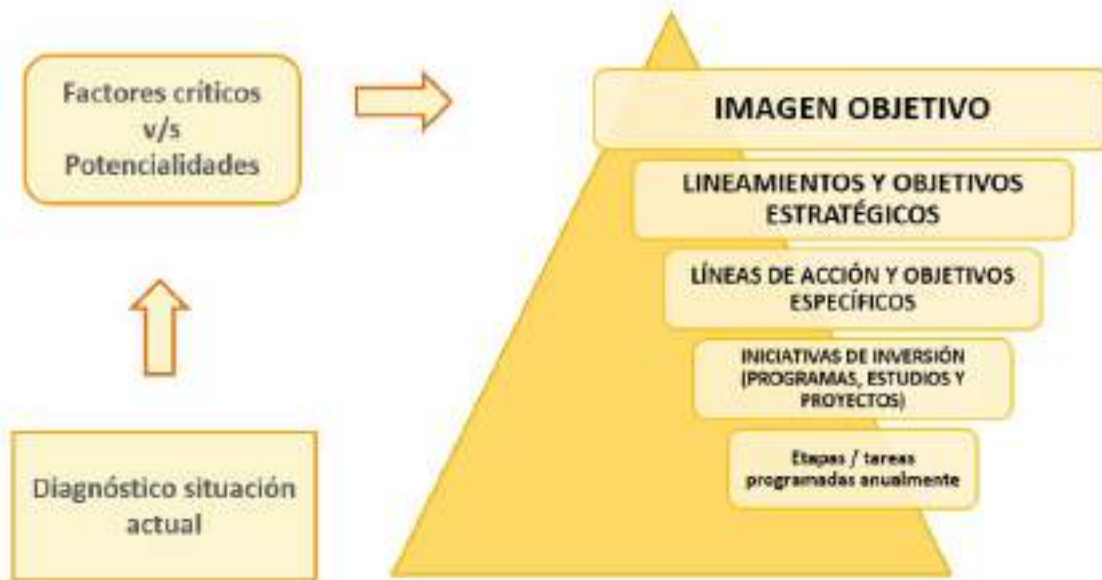 Factores críticos
v/s
Potencialidades
Diagnóstico situación
actual
IMAGEN OBJETIVO
LINEAMIENTOS Y OBJETIVOS
ESTRATÉGICOS
LÍNEAS DE ACCIÓN Y OBJETIVOS
ESPECÍFICOS
INICIATIVAS DE INVERSIÓN
(PROGRAMAS, ESTUDIOS Y
PROYECTOS)
Etapas / tareas
programadas anualmente